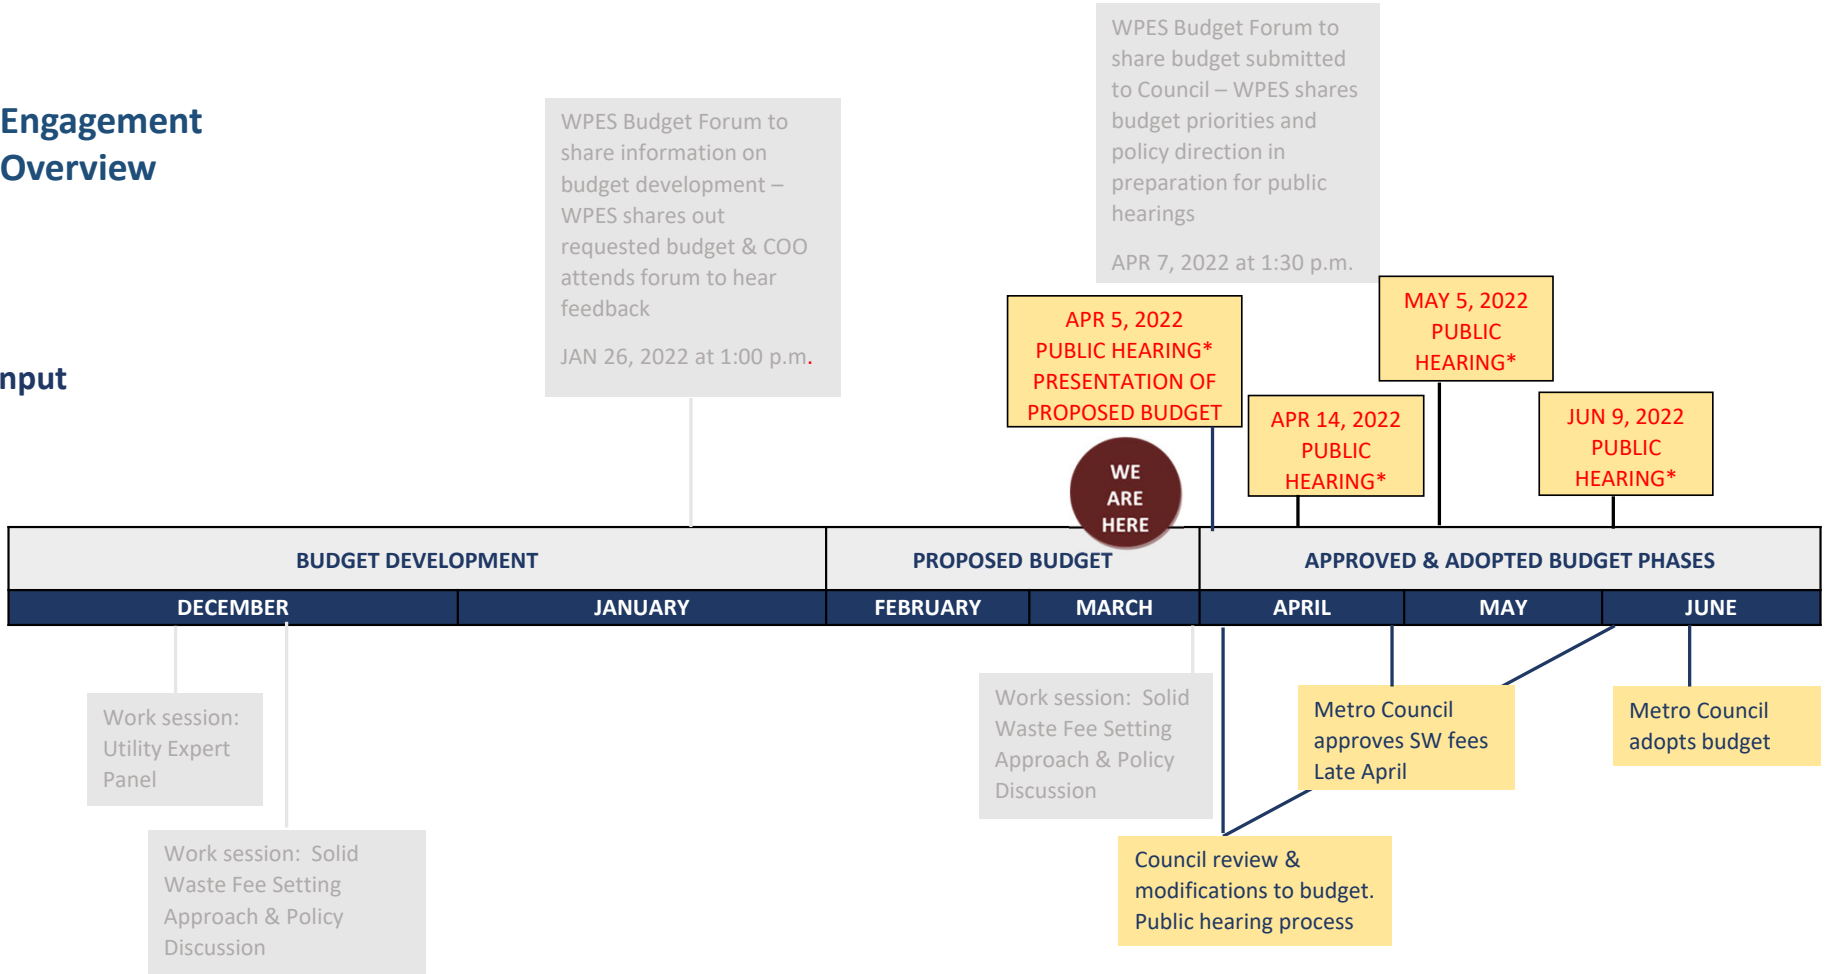 Engagement
Overview
nput
WPES Budget Forum to
share information on
budget development –
WPES shares out
requested budget & COO
attends forum to hear
feedback
JAN 26, 2022 at 1:00 p.m.
WPES Budget Forum to
share budget submitted
to Council – WPES shares
budget priorities and
policy direction in
preparation for public
hearings
APR 7, 2022 at 1:30 p.m.
APR 5, 2022
PUBLIC HEARING*
PRESENTATION OF
PROPOSED BUDGET
APR 14, 2022
PUBLIC
HEARING*
MAY 5, 2022
PUBLIC
HEARING*
JUN 9, 2022
PUBLIC
HEARING*
WE
ARE
HERE
BUDGET DEVELOPMENT
PROPOSED BUDGET
APPROVED & ADOPTED BUDGET PHASES
DECEMBER
JANUARY
FEBRUARY
MARCH
APRIL
MAY
JUNE
Work session:
Utility Expert
Panel
Work session: Solid
Waste Fee Setting
Approach & Policy
Discussion
Work session: Solid
Waste Fee Setting
Approach & Policy
Discussion
Metro Council
approves SW fees
Late April
Metro Council
adopts budget
Council review &
modifications to budget.
Public hearing process